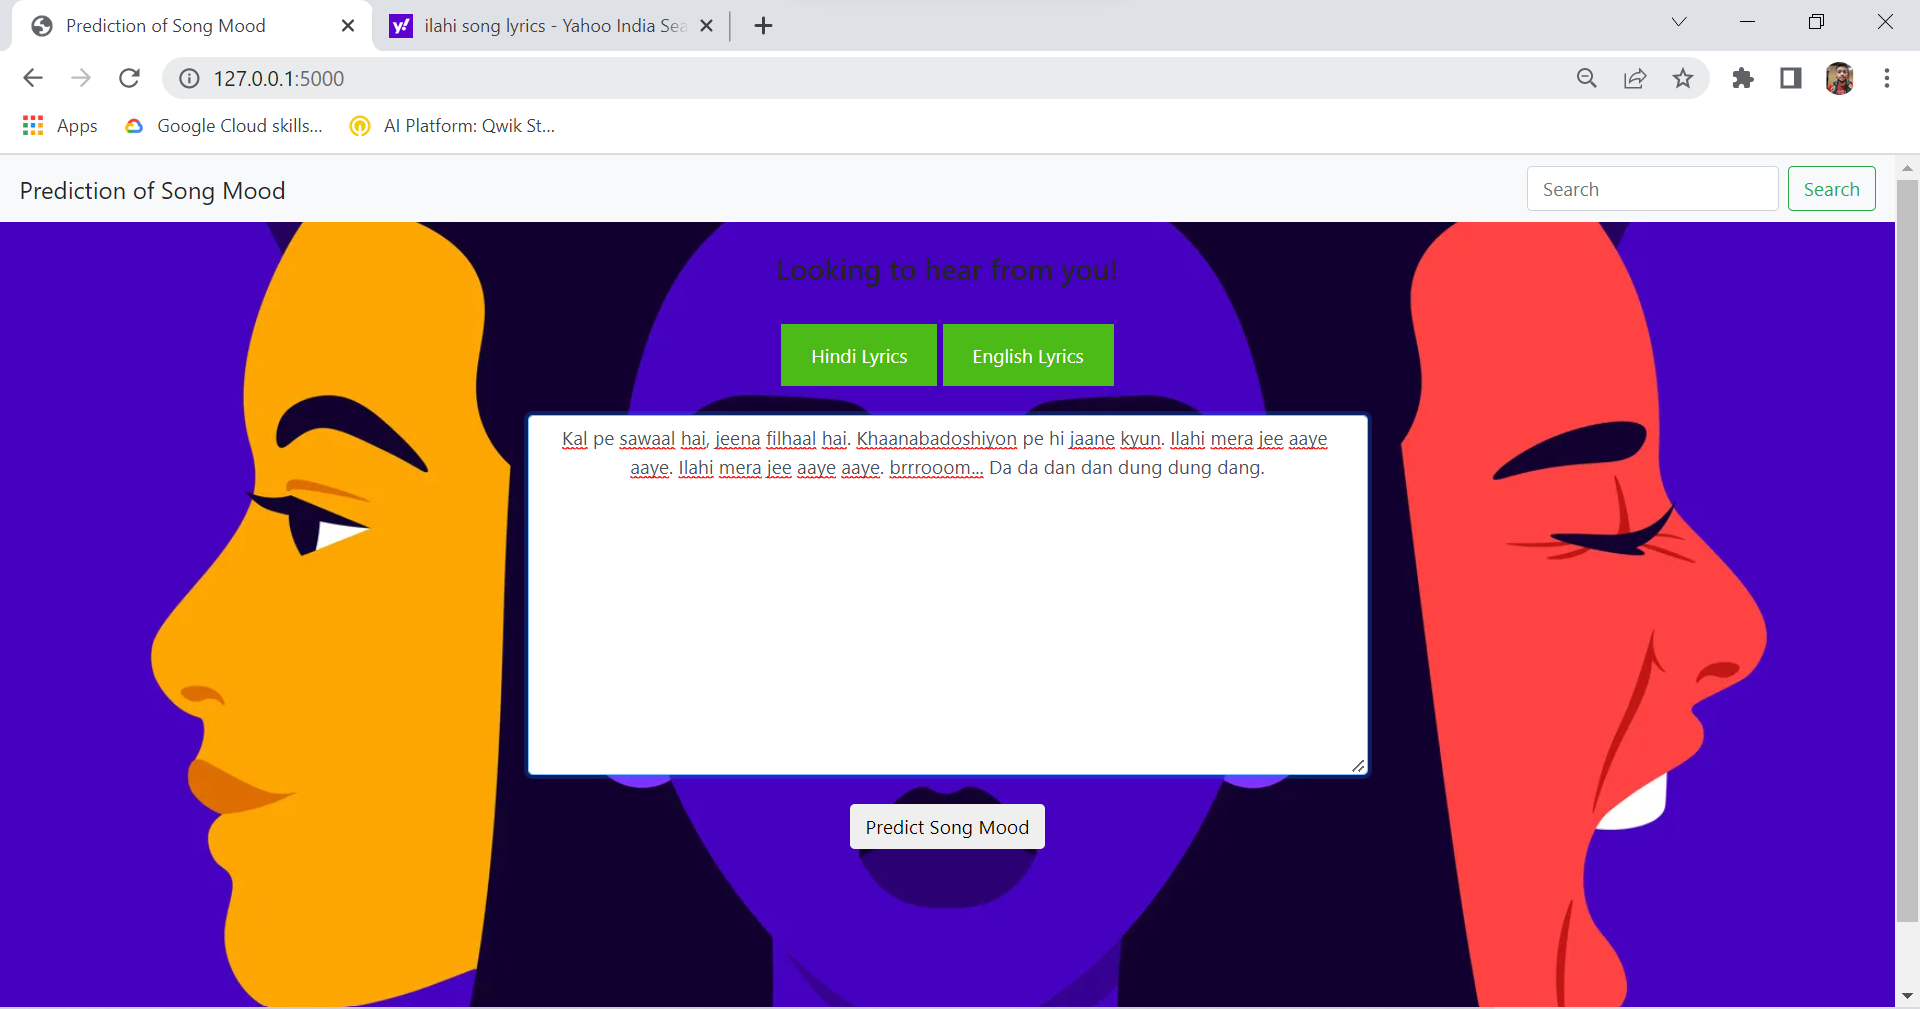 Prediction of Song Mood
ilahi song lyrics - Yahoo India Sea
127.0.0.1:5000
Apps
Google Cloud skills...
AI Platform: Qwik St...
Prediction of Song Mood
Search
Search
Looking to hear from you!
Hindi Lyrics
English Lyrics
Kal pe sawaal hai, jeena filhaal hai. Khaanabadoshiyon pe hi jaane kyun. Ilahi mera jee aaye
aaye. Ilahi mera jee aaye aaye. brrrooom... Da da dan dan dung dung dang.
Predict Song Mood